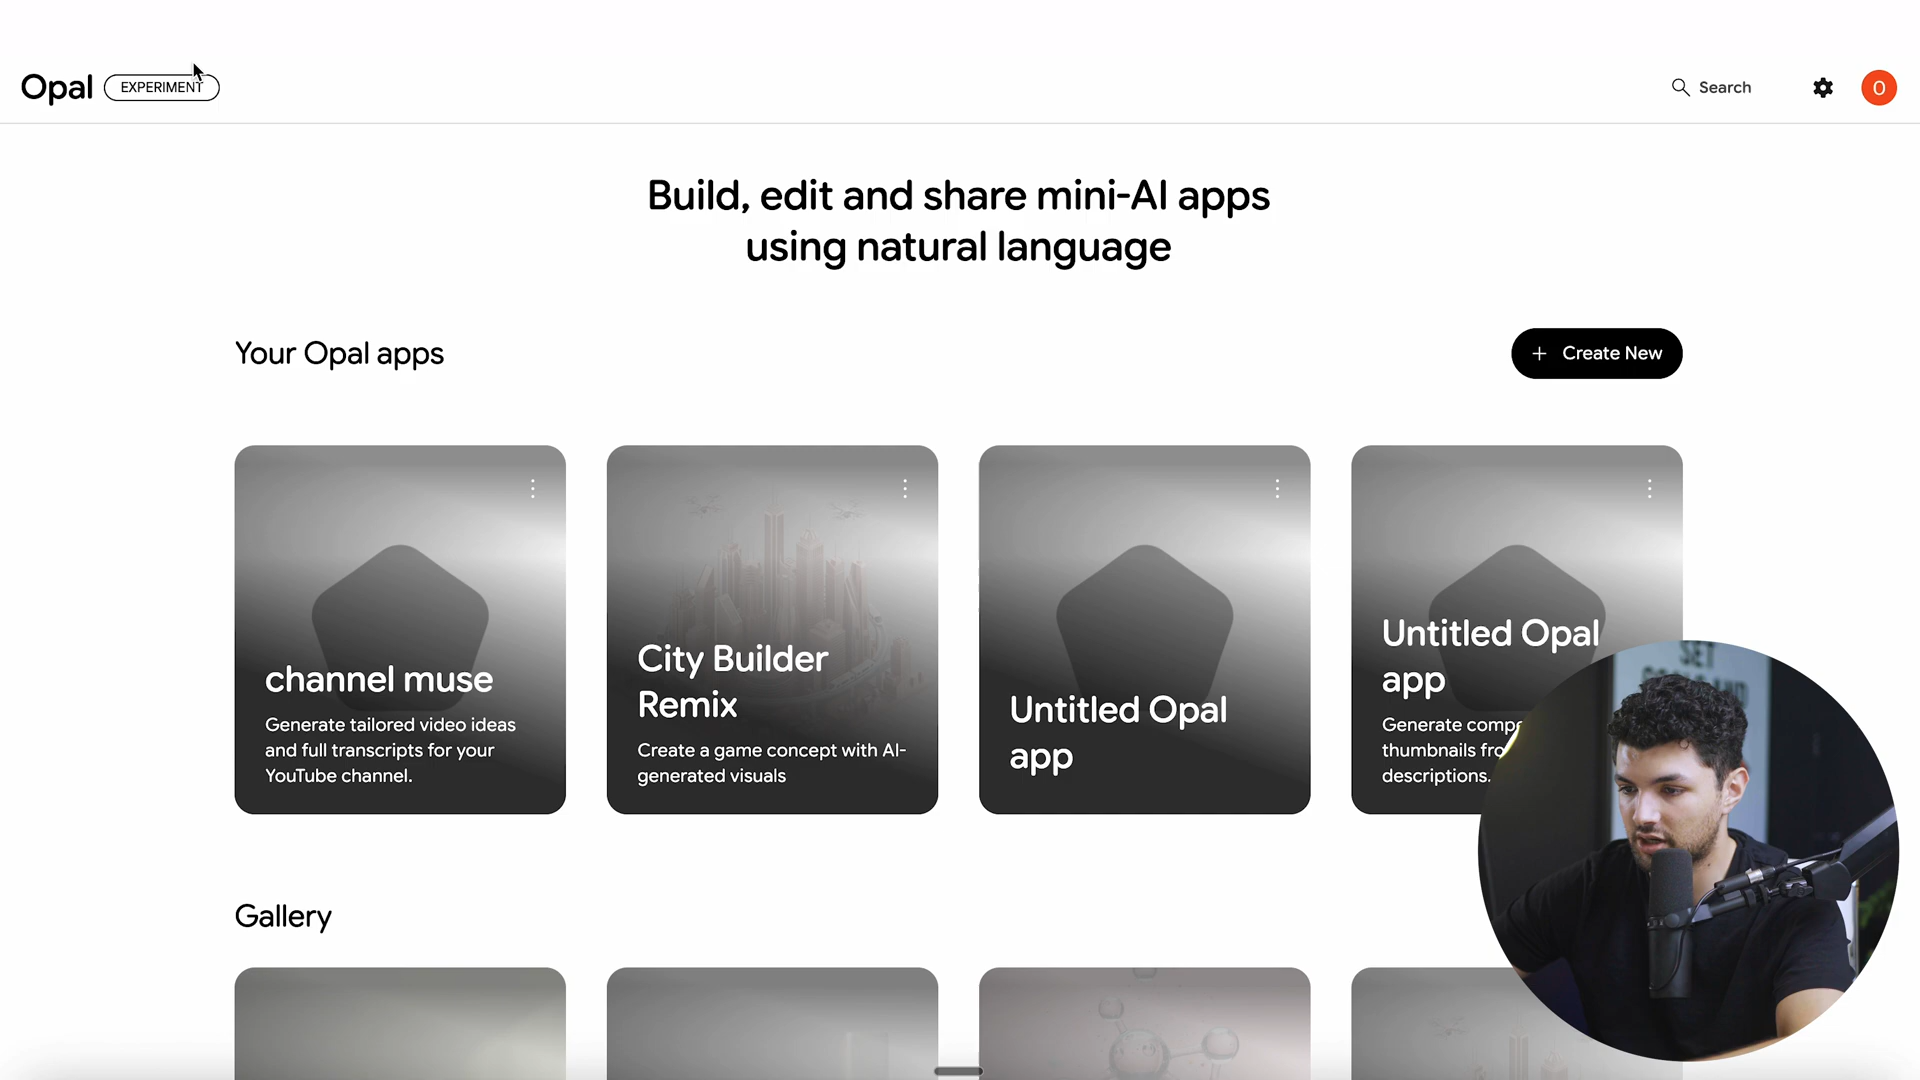 Opal EXPERIMENT
Search
O
Build, edit and share mini-AI apps
using natural language
Your Opal apps
+ Create New
channel muse
Generate tailored video ideas
and full transcripts for your
YouTube channel.
City Builder
Remix
Create a game concept with AI-
generated visuals
Untitled Opal
app
Untitled Opal
app
Generate
thumbnails
descriptions.
SET
Gallery